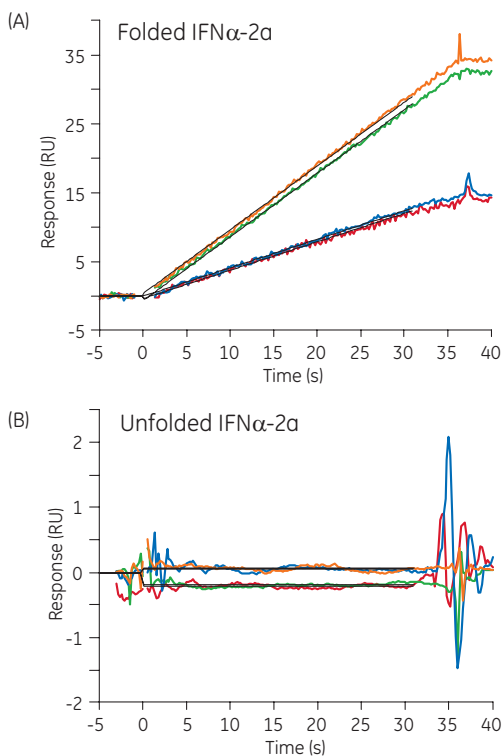 (A)
Folded IFNα-2a
Response (RU)
35
25
15
5
-5
-5 0 5 10 15 20 25 30 35 40
Time (s)
(B)
Unfolded IFNα-2a
Response (RU)
2
1
0
-1
-2
-5 0 5 10 15 20 25 30 35 40
Time (s)